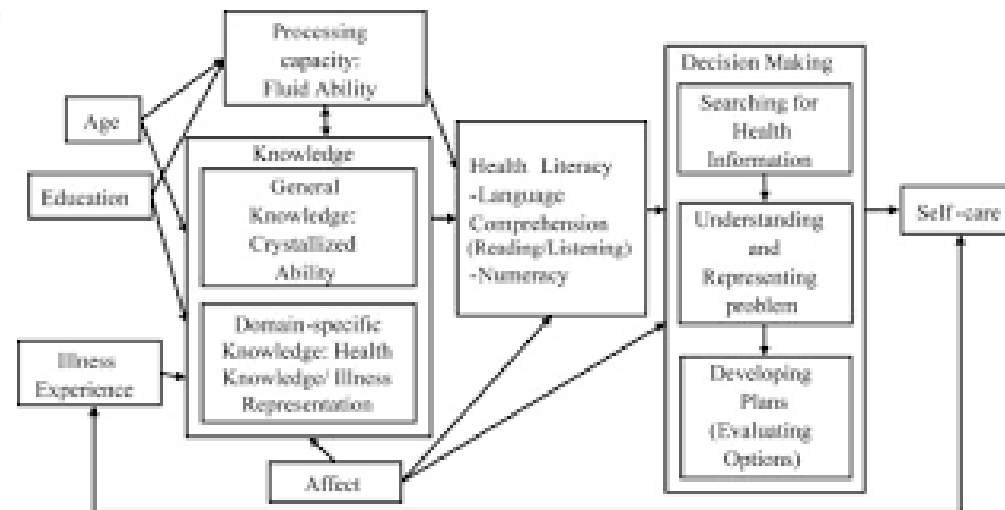 Processing
capacity:
Fluid Ability
Age
Education
Illness
Experience
Knowledge
General
Knowledge:
Crystallized
Ability
Domain-specific
Knowledge: Health
Knowledge/ Illness
Representation
Affect
Health Literacy
-Language
Comprehension
(Reading/Listening)
-Numeracy
Decision Making
Searching for
Health
Information
Understanding
and
Representing
problem
Developing
Plans
(Evaluating
Options)
Self-care